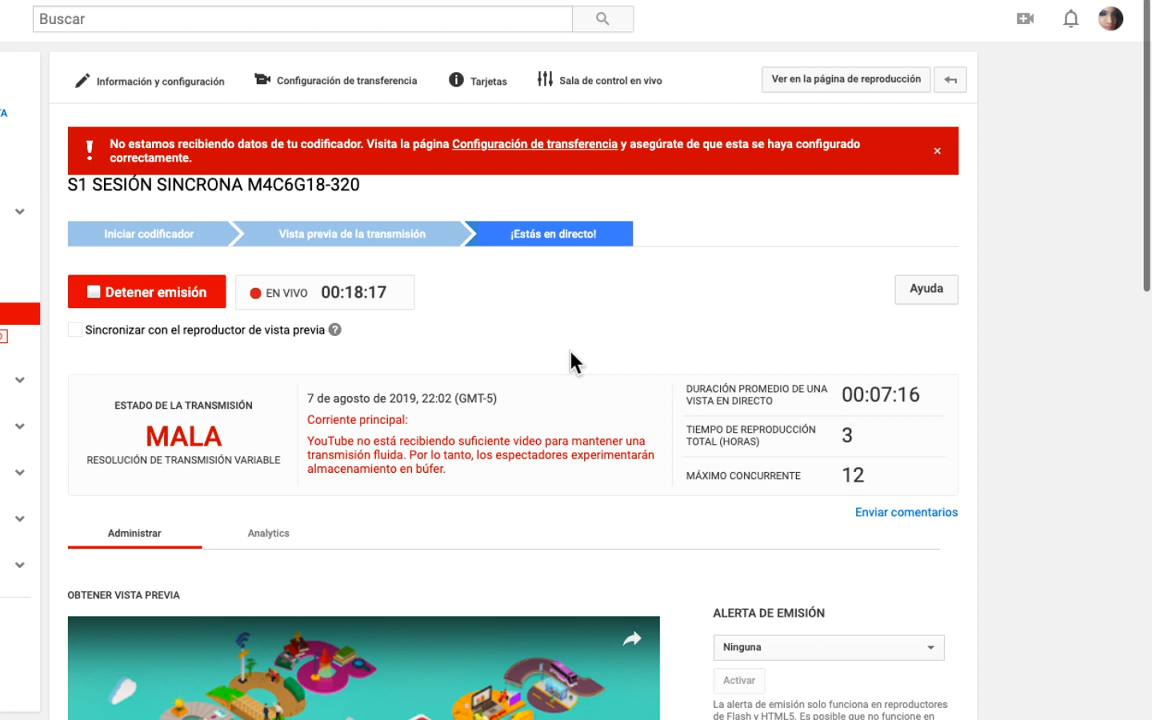 Buscar
TA
Información y configuración
Configuración de transferencia
Tarjetas
Sala de control en vivo
Ver en la página de reproducción
No estamos recibiendo datos de tu codificador. Visita la página Configuración de transferencia y asegúrate de que esta se haya configurado
correctamente.
S1 SESIÓN SINCRONA M4C6G18-320
Iniciar codificador
Vista previa de la transmisión
¡Estás en directo!
Detener emisión
EN VIVO 00:18:17
Ayuda
Sincronizar con el reproductor de vista previa
ESTADO DE LA TRANSMISIÓN
MALA
RESOLUCIÓN DE TRANSMISIÓN VARIABLE
7 de agosto de 2019, 22:02 (GMT-5)
Corriente principal:
YouTube no está recibiendo suficiente video para mantener una
transmisión fluida. Por lo tanto, los espectadores experimentarán
almacenamiento en búfer.
DURACIÓN PROMEDIO DE UNA
VISTA EN DIRECTO
00:07:16
TIEMPO DE REPRODUCCIÓN
TOTAL (HORAS)
3
MÁXIMO CONCURRENTE
12
Enviar comentarios
Administrar
Analytics
OBTENER VISTA PREVIA
ALERTA DE EMISIÓN
Ninguna
Activar
La alerta de emisión solo funciona en reproductores
de Flash y HTML5. Es posible que no funcione en